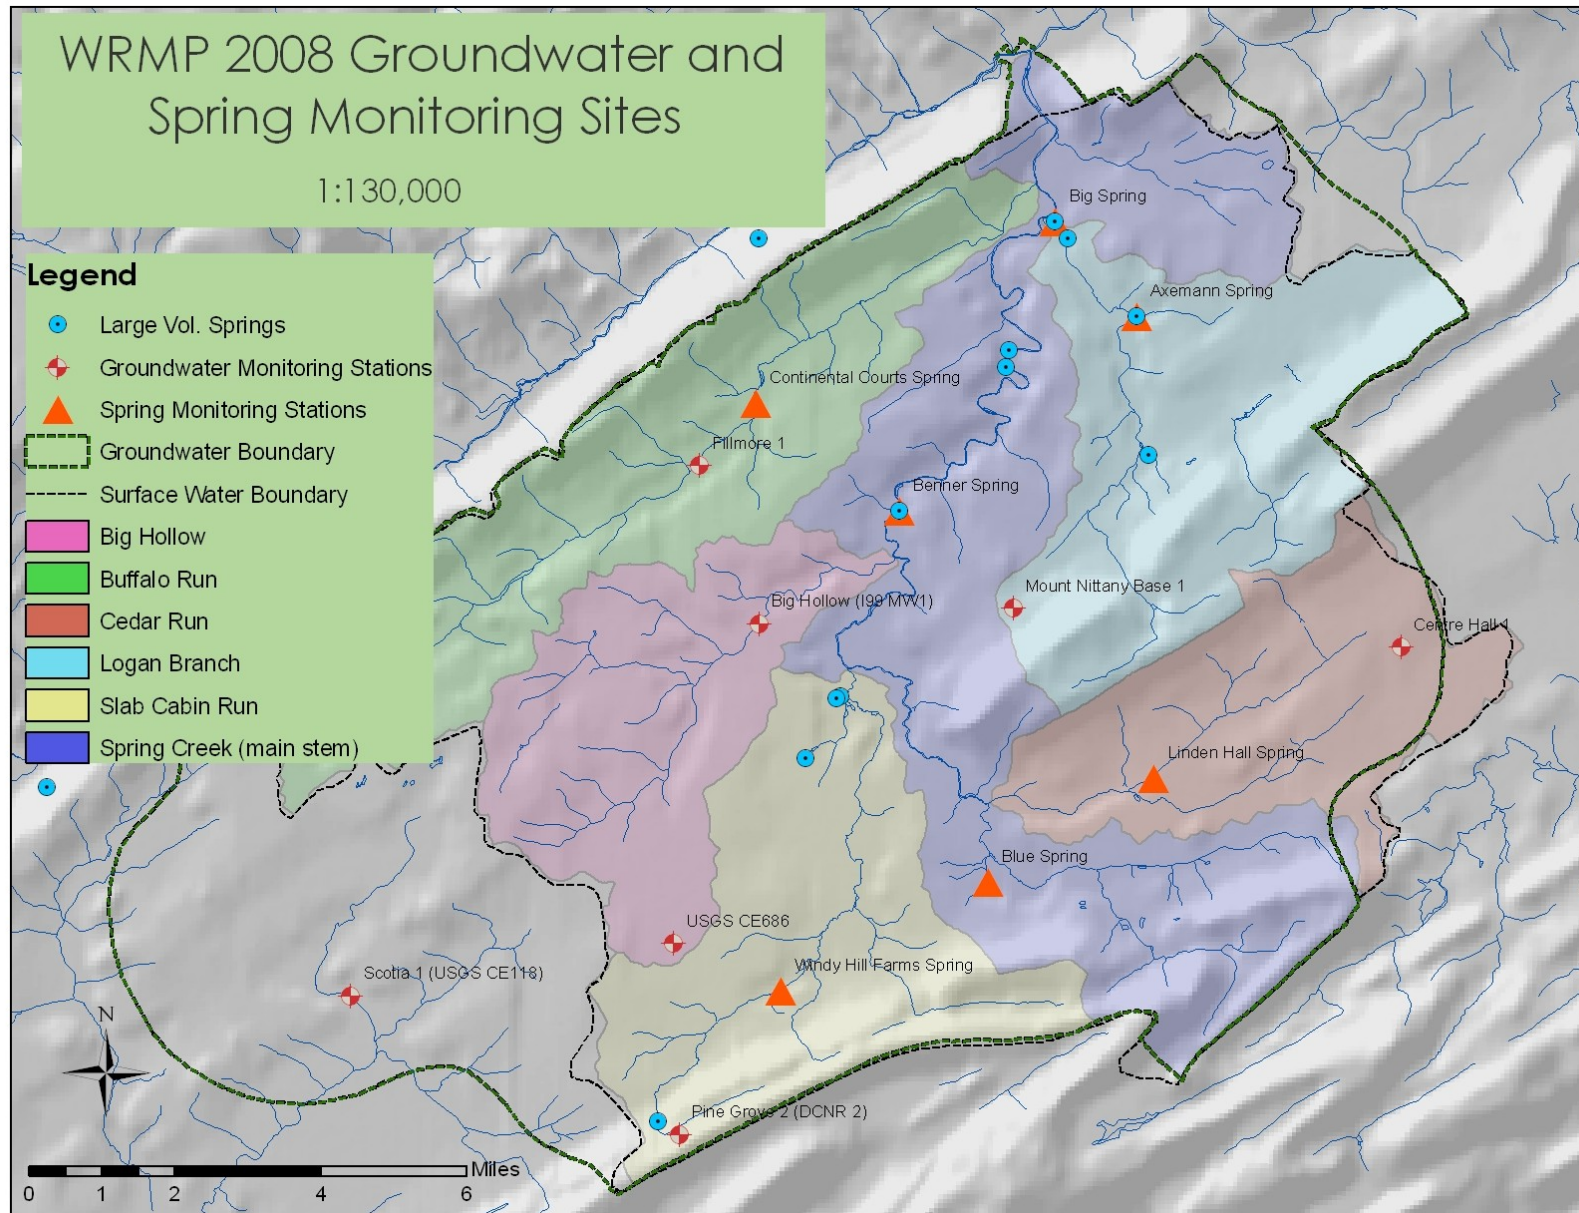 WRMP 2008 Groundwater and
Spring Monitoring Sites
1:130,000
Legend
Large Vol. Springs
Groundwater Monitoring Stations
Spring Monitoring Stations
Groundwater Boundary
Surface Water Boundary
Big Hollow
Buffalo Run
Cedar Run
Logan Branch
Slab Cabin Run
Spring Creek (main stem)
Big Spring
Axemann Spring
Continental Courts Spring
Fillmore 1
Benner Spring
Big Hollow (I99 MW1)
Mount Nittany Base 1
Centre Hall 1
Linden Hall Spring
Blue Spring
USGS CE686
Windy Hill Farms Spring
Scotia 1 (USGS CE118)
Pine Grove 2 (DCNR 2)
N
Miles
0 1 2 4 6